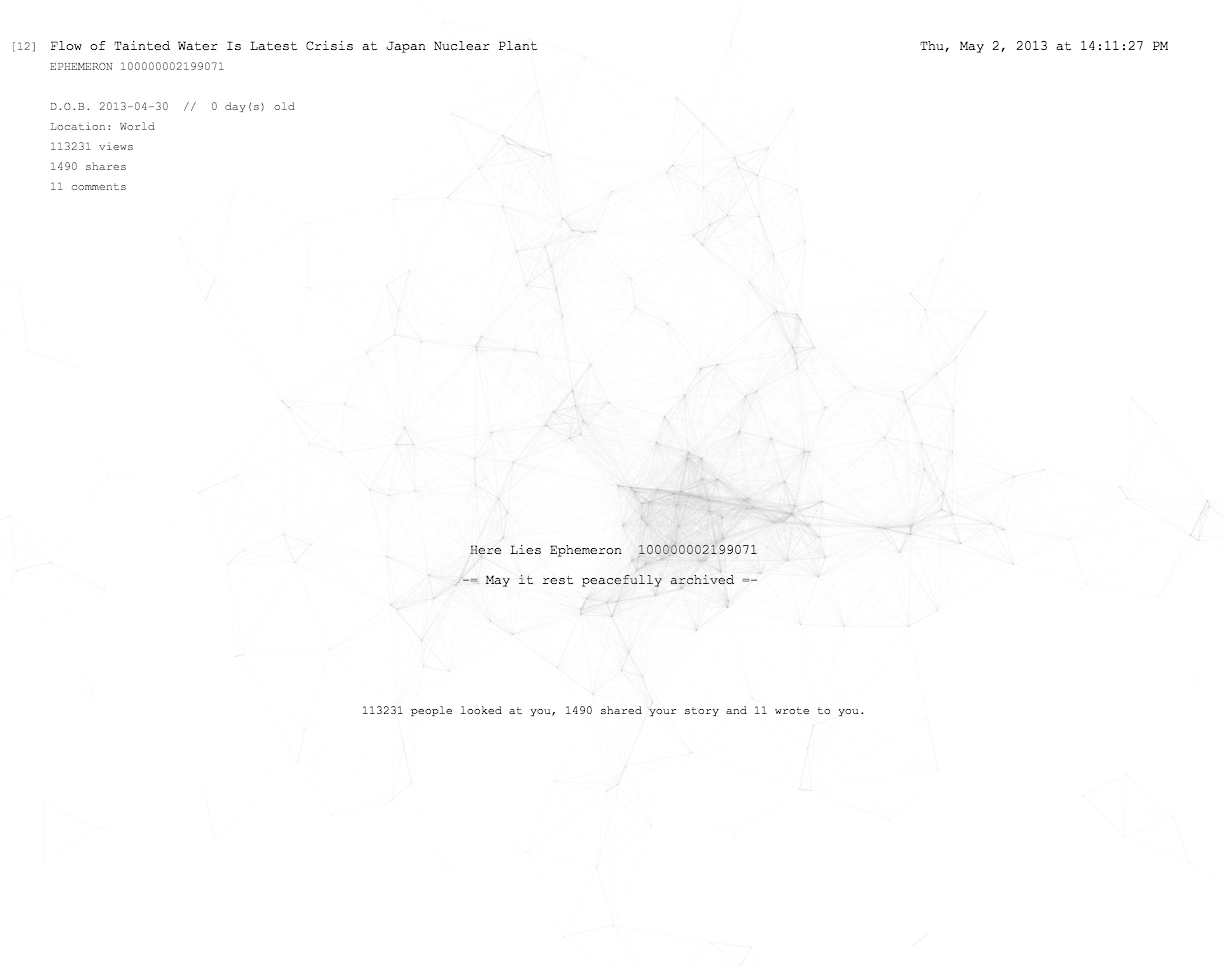 [12] Flow of Tainted Water Is Latest Crisis at Japan Nuclear Plant
Thu, May 2, 2013 at 14:11:27 PM
EPHEMERON 100000002199071
D.O.B. 2013-04-30 // 0 day(s) old
Location: World
113231 views
1490 shares
11 comments
Here Lies Ephemeron 100000002199071
-= May it rest peacefully archived =-
113231 people looked at you, 1490 shared your story and 11 wrote to you.